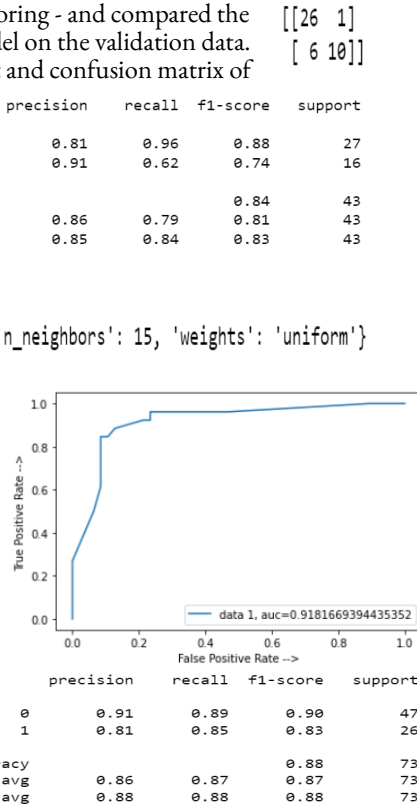 oring - and compared the
del on the validation data.
t and confusion matrix of
[[26 1]
[ 6 10]]
precision recall f1-score support
0.81 0.96 0.88 27
0.91 0.62 0.74 16
0.84 43
0.86 0.79 0.81 43
0.85 0.84 0.83 43
n_neighbors': 15, 'weights': 'uniform'}
1.0
0.8
0.6
0.4
0.2
0.0
True Positive Rate -->
data 1, auc=0.9181669394435352
0.0 0.2 0.4 0.6 0.8 1.0
False Positive Rate -->
precision recall f1-score support
0 0.91 0.89 0.90 47
1 0.81 0.85 0.83 26
acy 0.88 73
avg 0.86 0.87 0.87 73
avg 0.88 0.88 0.88 73